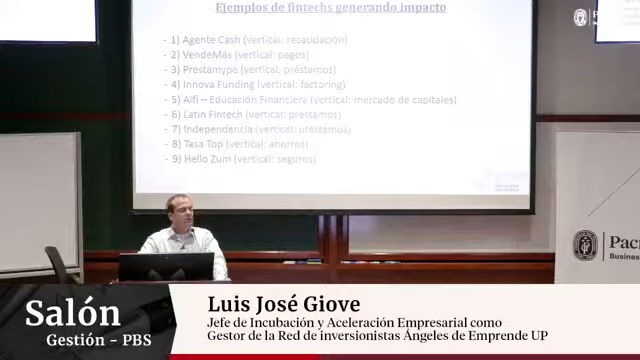 Ejemplos de fintechs generando impacto
- 1) Agente Cash (vertical: recaudación)
- 2) VendeMás (vertical: pagos)
- 3) Prestamype (vertical: préstamos)
- 4) Innova Funding (vertical: factoring)
- 5) Alfi – Educación Financiera (vertical: mercado de capitales)
- 6) Latin Fintech (vertical: préstamos)
- 7) Independencia (vertical: préstamos)
- 8) Tasa Top (vertical: ahorros)
- 9) Hello Zum (vertical: seguros)
Salón
Gestión – PBS
Luis José Giove
Jefe de Incubación y Aceleración Empresarial como
Gestor de la Red de inversionistas Ángeles de Emprende UP